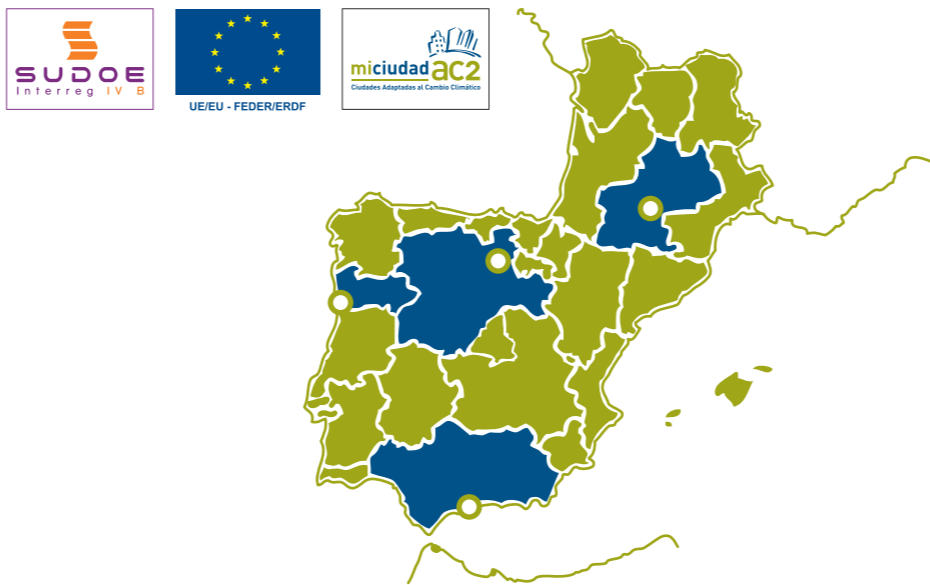 SUDOE
Interreg IV B
UE/EU - FEDER/ERDF
miciudad ac2
Ciudades Adaptadas al Cambio Climático